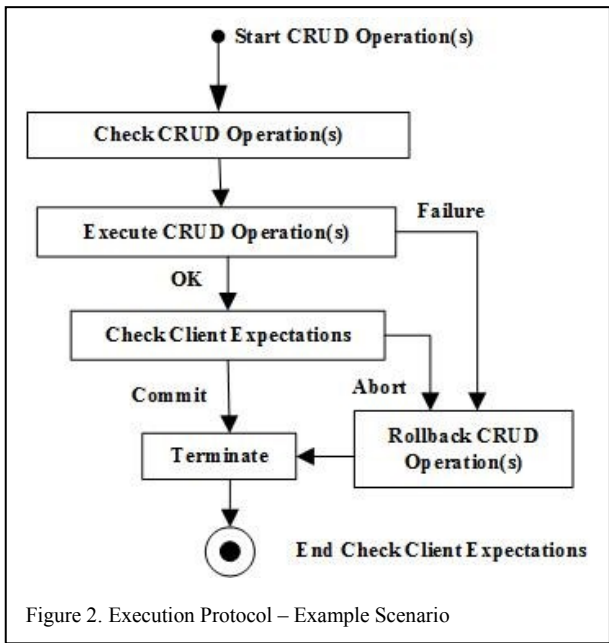 Start CRUD Operation(s)
Check CRUD Operation(s)
Failure
Execute CRUD Operation(s)
OK
Check Client Expectations
Commit
Abort
Rollback CRUD
Operation(s)
Terminate
End Check Client Expectations
Figure 2. Execution Protocol – Example Scenario